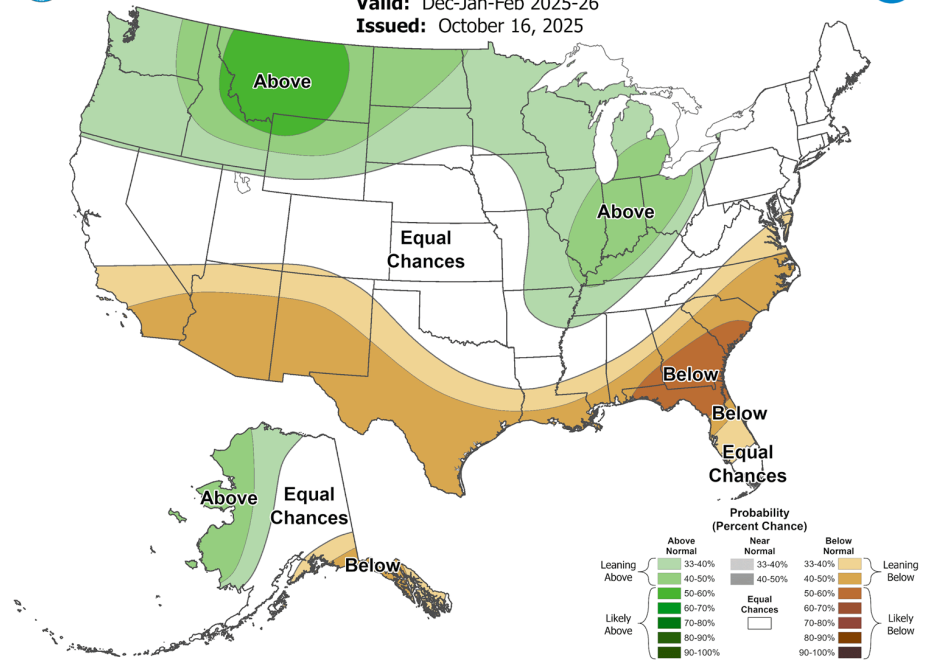 Valid: Dec-Jan-Feb 2025-26
Issued: October 16, 2025
Above
Above
Equal
Chances
Below
Below
Equal
Chances
Above
Equal
Chances
Below
Probability
(Percent Chance)
Above
Normal
Near
Normal
Below
Normal
Leaning
Above
33-40%
40-50%
33-40%
40-50%
33-40%
40-50%
Leaning
Below
Likely
Above
50-60%
60-70%
70-80%
80-90%
90-100%
Equal
Chances
50-60%
60-70%
70-80%
80-90%
90-100%
Likely
Below